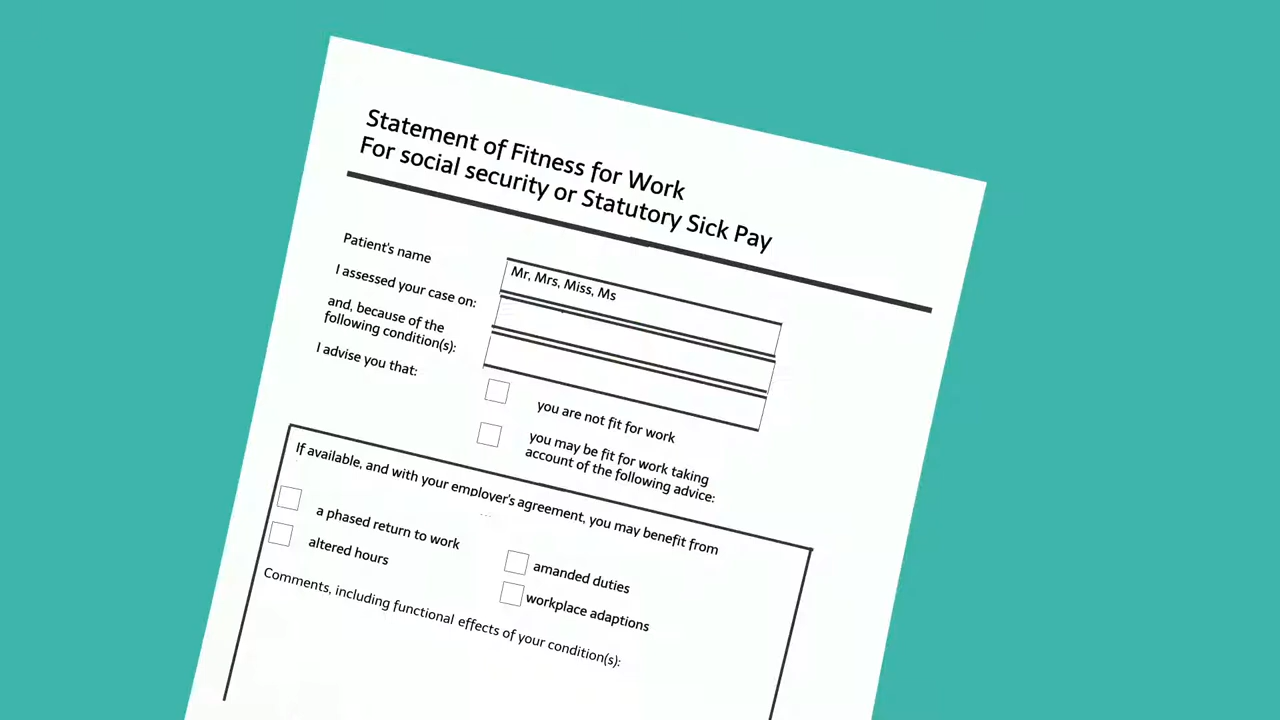 Statement of Fitness for Work
For social security or Statutory Sick Pay
Patient's name
Mr, Mrs, Miss, Ms
I assessed your case on:
and, because of the
following condition(s):
I advise you that:
you are not fit for work
you may be fit for work taking
account of the following advice:
If available, and with your employer's agreement, you may benefit from
a phased return to work
altered hours
amanded duties
workplace adaptions
Comments, including functional effects of your condition(s):